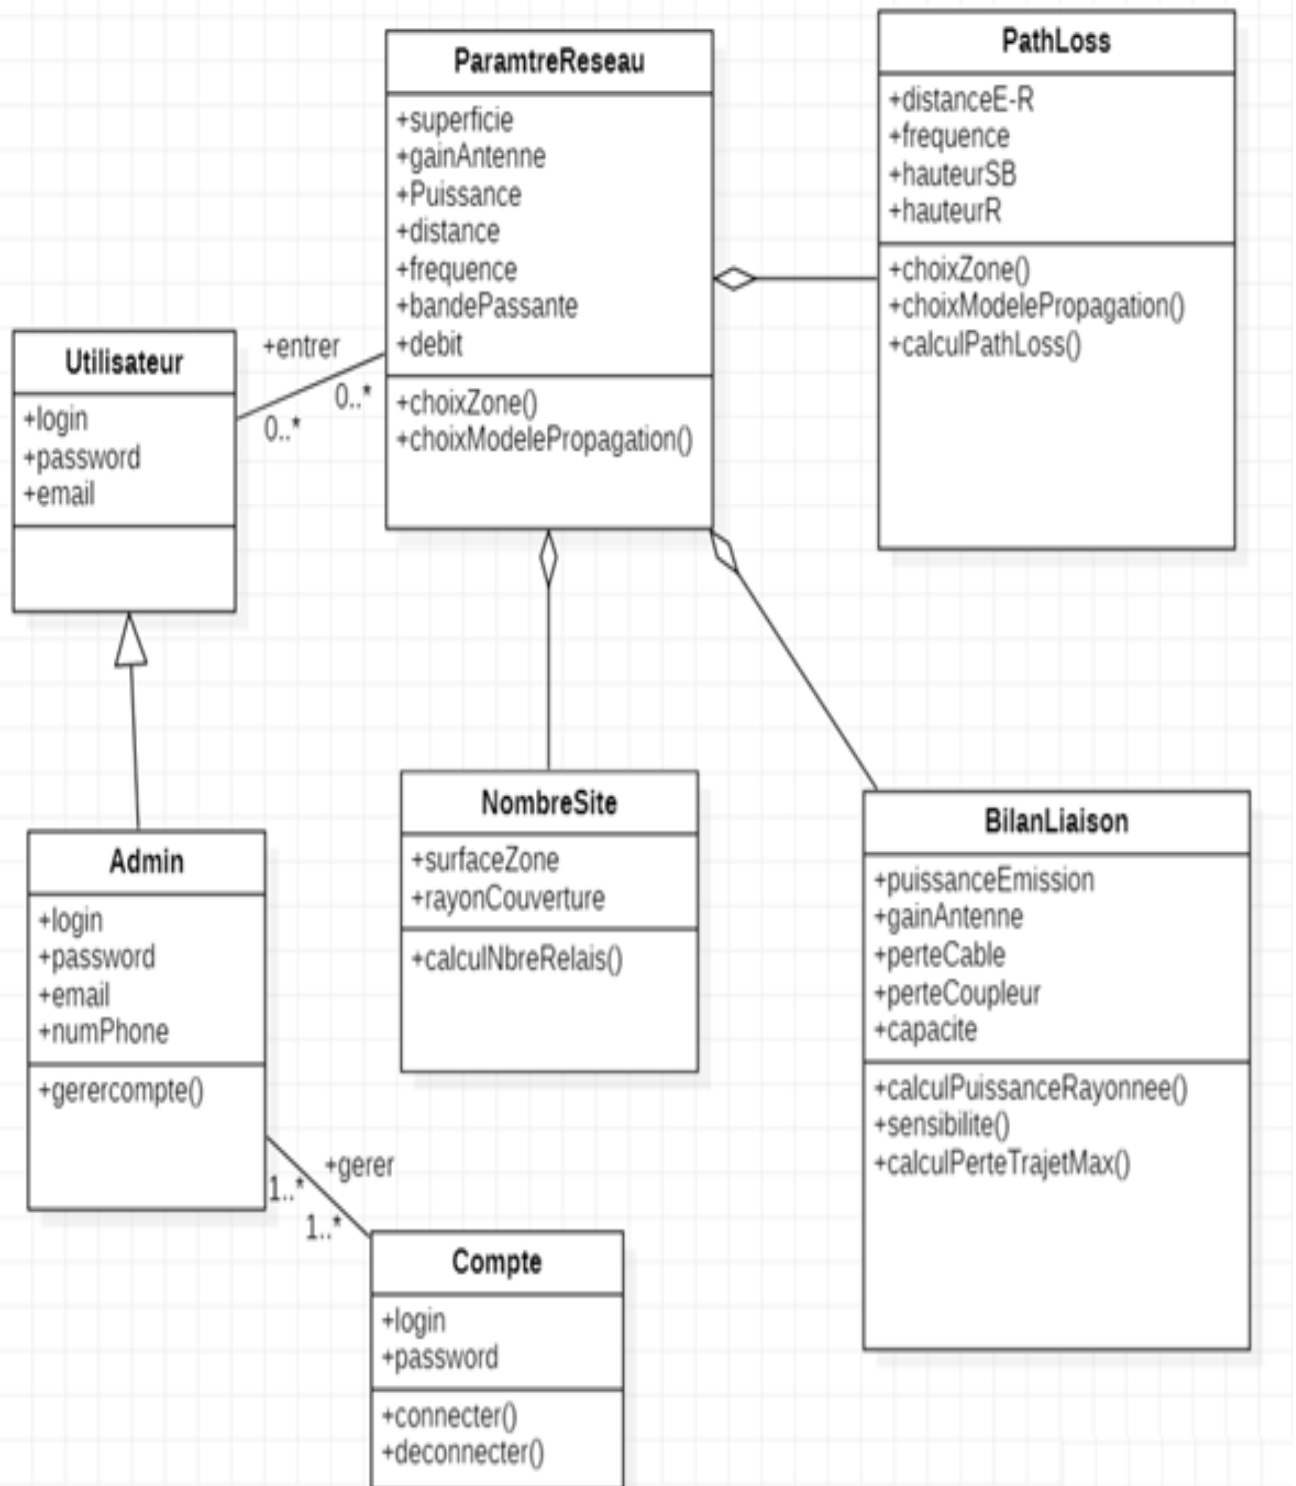 ParamtreReseau
+superficie
+gainAntenne
+Puissance
+distance
+frequence
+bandePassante
+debit
+choixZone()
+choixModelePropagation()
PathLoss
+distanceE-R
+frequence
+hauteurSB
+hauteurR
+choixZone()
+choixModelePropagation()
+calculPathLoss()
Utilisateur
+login
+password
+email
+entrer
0..*
0..*
Admin
+login
+password
+email
+numPhone
+gerercompte()
NombreSite
+surfaceZone
+rayonCouverture
+calculNbreRelais()
BilanLiaison
+puissanceEmission
+gainAntenne
+perteCable
+perteCoupleur
+capacite
+calculPuissanceRayonnee()
+sensibilite()
+calculPerteTrajetMax()
+gerer
1..*
1..*
Compte
+login
+password
+connecter()
+deconnecter()